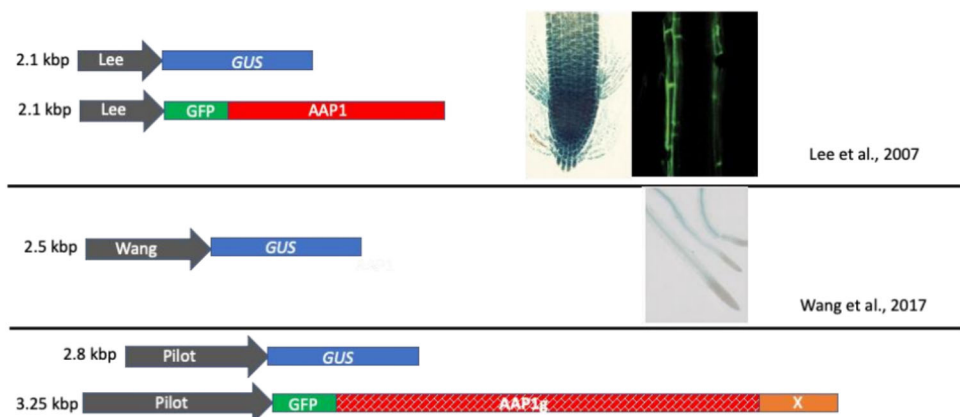 2.1 kbp Lee GUS
2.1 kbp Lee GFP AAP1
Lee et al., 2007
2.5 kbp Wang GUS
Wang et al., 2017
2.8 kbp Pilot GUS
3.25 kbp Pilot GFP AAP1g X